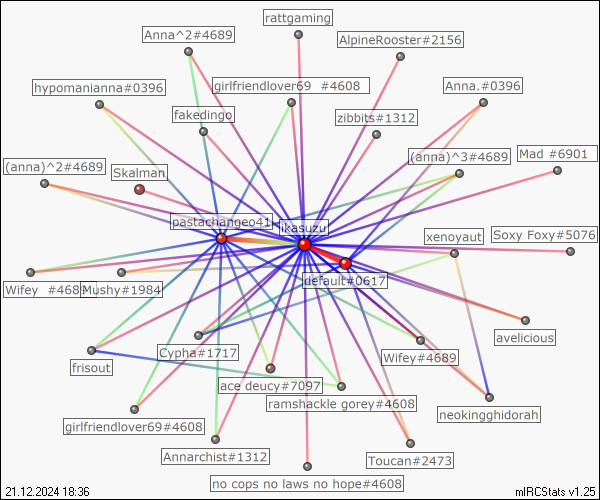 rattgaming
Anna^2#4689
AlpineRooster#2156
hypomanianna#0396
girlfriendlover69 #4608
Anna.#0396
fakedingo
zibbits#1312
(anna)^2#4689
Skalman
(anna)^3#4689
Mad #6901
pastachangeo41
likasuzu
xenoyaut
Soxy Foxy#5076
default#0617
Wifey #468
Mushy#1984
avelicious
frisout
Cypha#1717
Wifey#4689
ace deucy#7097
ramshackle gorey#4608
neokingghidorah
girlfriendlover69#4608
Annarchist#1312
Toucan#2473
no cops no laws no hope#4608
21.12.2024 18:36
mIRCStats v1.25